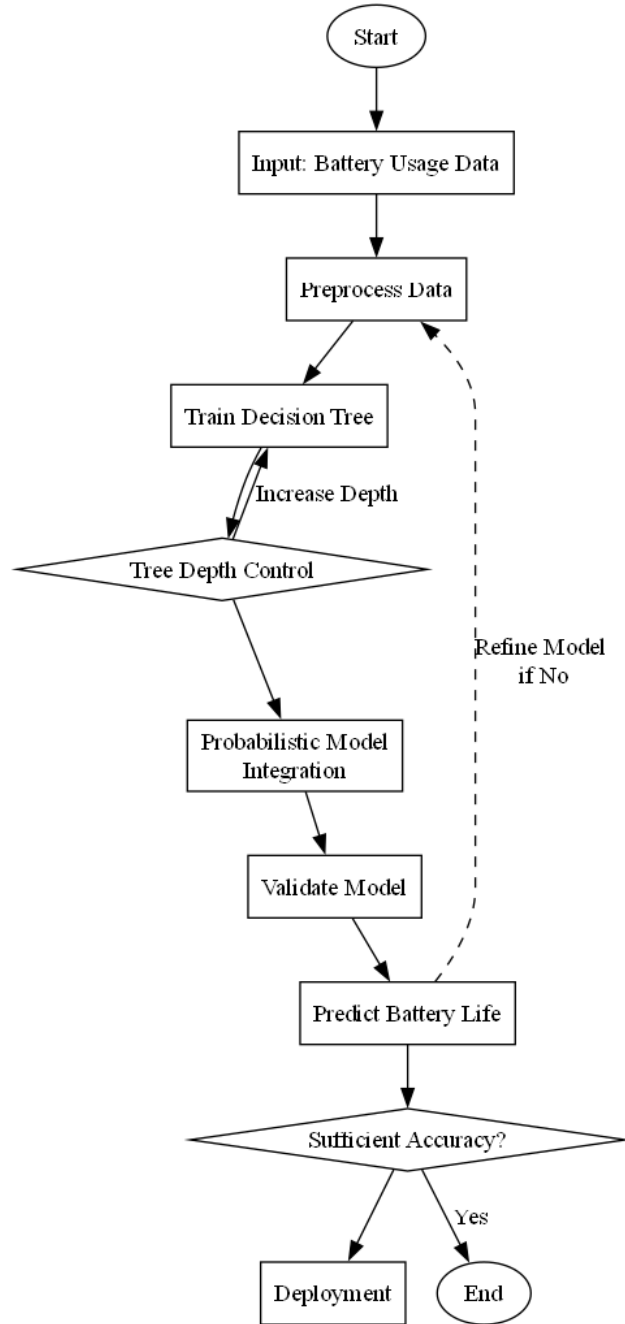 Start
Input: Battery Usage Data
Preprocess Data
Train Decision Tree
Increase Depth
Tree Depth Control
Refine Model
if No
Probabilistic Model
Integration
Validate Model
Predict Battery Life
Sufficient Accuracy?
Yes
Deployment
End